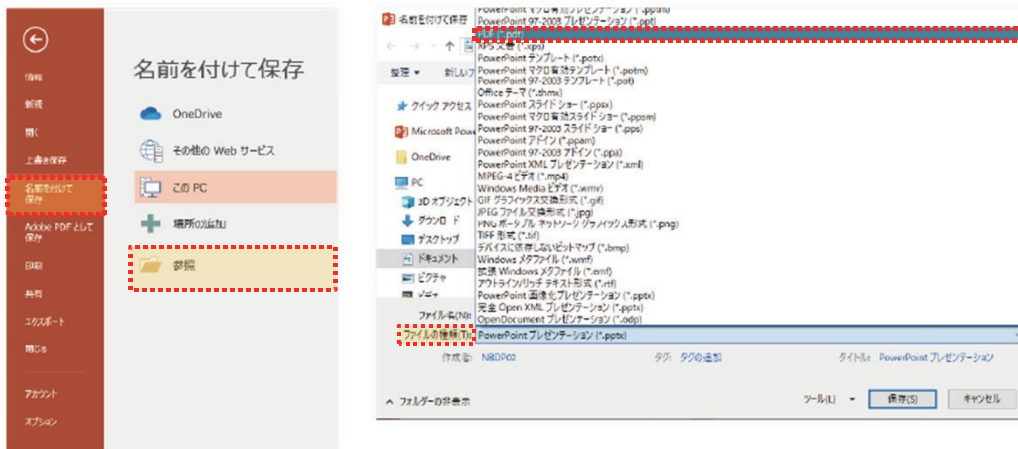 情報
新規
開く
上書き保存
名前を付けて
保存
Adobe PDF として
保存
印刷
共有
エクスポート
閉じる
アカウント
オプション
名前を付けて保存
OneDrive
その他の Web サービス
この PC
場所の追加
参照
名前を付けて保存
整理
クイック アクセス
OneDrive
PC
3D オブジェクト
デスクトップ
ドキュメント
ピクチャ
PowerPoint マクロ有効プレゼンテーション (*.pptm)
PowerPoint 97-2003 プレゼンテーション (*.ppt)
PDF (*.pdf)
XPS 文書 (*.xps)
PowerPoint テンプレート (*.potx)
PowerPoint マクロ有効テンプレート (*.potm)
PowerPoint 97-2003 テンプレート (*.pot)
Office テーマ (*.thmx)
PowerPoint スライド ショー (*.ppsx)
PowerPoint マクロ有効スライド ショー (*.ppsm)
PowerPoint 97-2003 スライド ショー (*.pps)
PowerPoint アドイン (*.ppam)
PowerPoint 97-2003 アドイン (*.ppa)
PowerPoint XML プレゼンテーション (*.xml)
MPEG-4 ビデオ (*.mp4)
Windows Media ビデオ (*.wmv)
GIF グラフィックス交換形式 (*.gif)
JPEG ファイル交換形式 (*.jpg)
PNG ポータブル ネットワーク グラフィックス形式 (*.png)
TIFF 形式 (*.tif)
デバイスに依存しないビットマップ (*.bmp)
Windows メタファイル (*.wmf)
拡張 Windows メタファイル (*.emf)
アウトライン/リッチ テキスト形式 (*.rtf)
PowerPoint 画像化プレゼンテーション (*.pptx)
完全 Open XML プレゼンテーション (*.pptx)
OpenDocument プレゼンテーション (*.odp)
ファイル名(N):
ファイルの種類(T): PowerPoint プレゼンテーション (*.pptx)
作成者: NBDP02 タグ: タグの追加 タイトル: PowerPoint プレゼンテーション
フォルダーの非表示 ツール(L) 保存(S) キャンセル